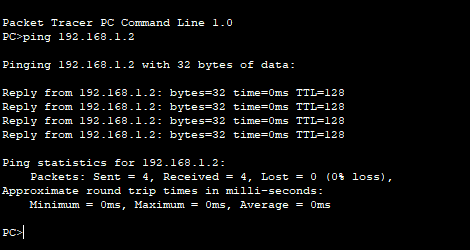 Packet Tracer PC Command Line 1.0
PC>ping 192.168.1.2
Pinging 192.168.1.2 with 32 bytes of data:
Reply from 192.168.1.2: bytes=32 time=0ms TTL=128
Reply from 192.168.1.2: bytes=32 time=0ms TTL=128
Reply from 192.168.1.2: bytes=32 time=0ms TTL=128
Reply from 192.168.1.2: bytes=32 time=0ms TTL=128
Ping statistics for 192.168.1.2:
    Packets: Sent = 4, Received = 4, Lost = 0 (0% loss),
Approximate round trip times in milli-seconds:
    Minimum = 0ms, Maximum = 0ms, Average = 0ms
PC>